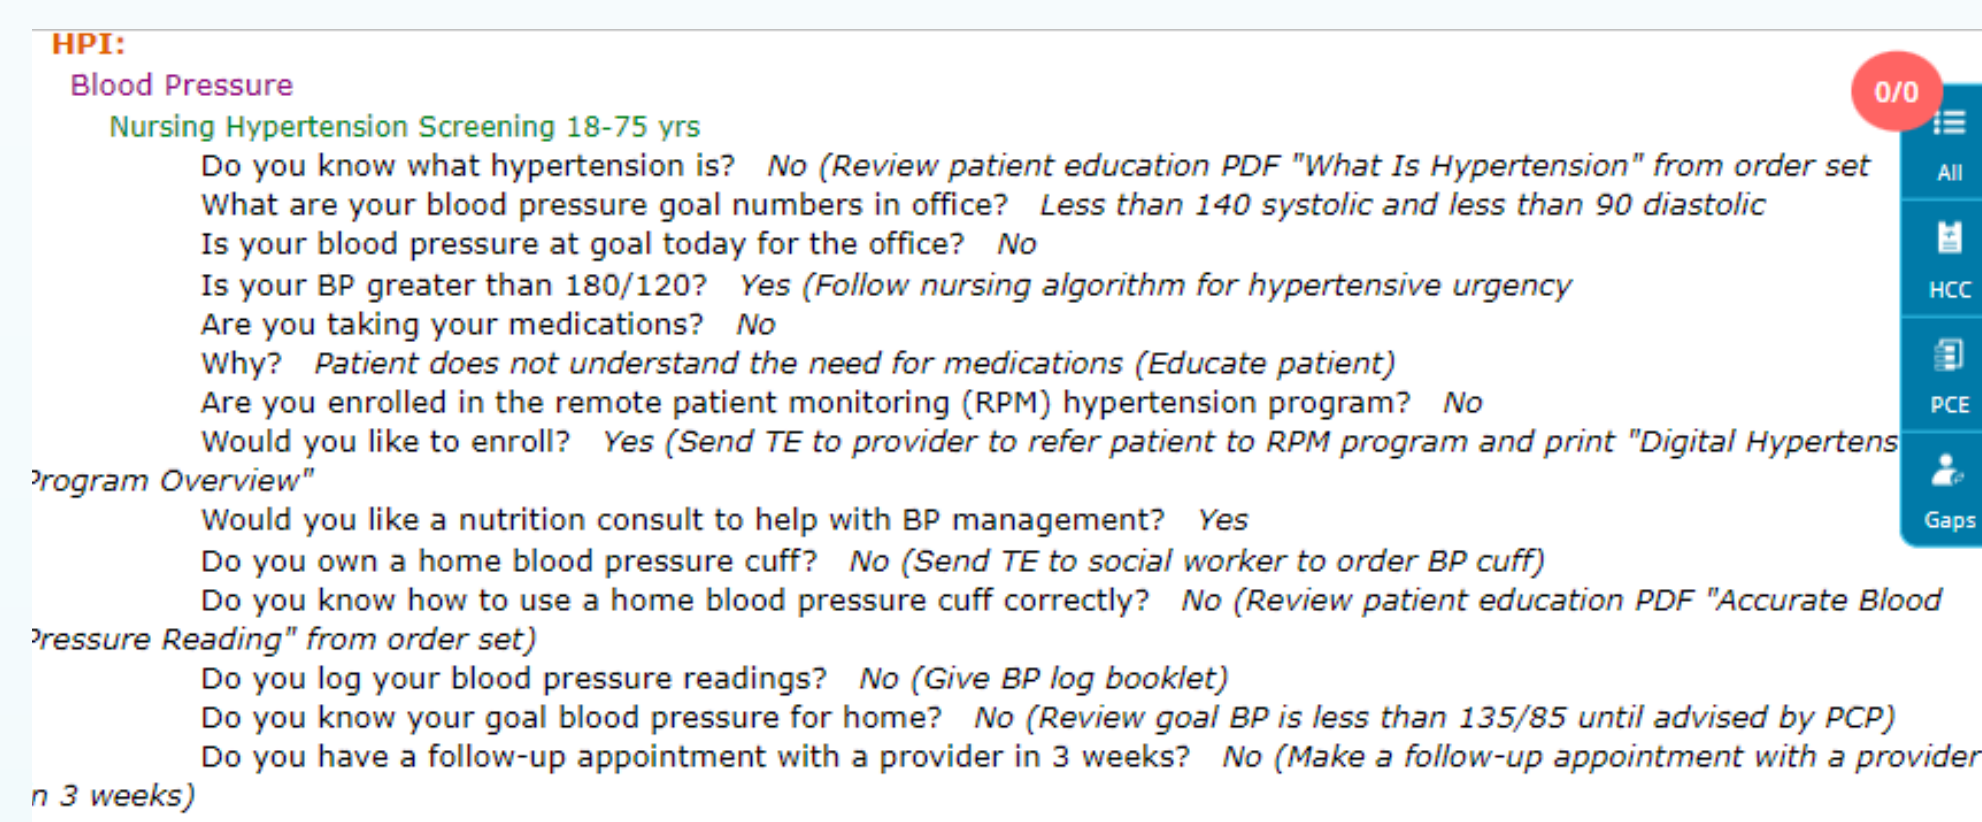 HPI:
Blood Pressure
Nursing Hypertension Screening 18-75 yrs
Do you know what hypertension is? No (Review patient education PDF "What Is Hypertension" from order set
What are your blood pressure goal numbers in office? Less than 140 systolic and less than 90 diastolic
Is your blood pressure at goal today for the office? No
Is your BP greater than 180/120? Yes (Follow nursing algorithm for hypertensive urgency
Are you taking your medications? No
Why? Patient does not understand the need for medications (Educate patient)
Are you enrolled in the remote patient monitoring (RPM) hypertension program? No
Would you like to enroll? Yes (Send TE to provider to refer patient to RPM program and print "Digital Hypertens
Program Overview"
Would you like a nutrition consult to help with BP management? Yes
Do you own a home blood pressure cuff? No (Send TE to social worker to order BP cuff)
Do you know how to use a home blood pressure cuff correctly? No (Review patient education PDF "Accurate Blood
Pressure Reading" from order set)
Do you log your blood pressure readings? No (Give BP log booklet)
Do you know your goal blood pressure for home? No (Review goal BP is less than 135/85 until advised by PCP)
Do you have a follow-up appointment with a provider in 3 weeks? No (Make a follow-up appointment with a provider
n 3 weeks)
0/0
All
HCC
PCE
Gaps